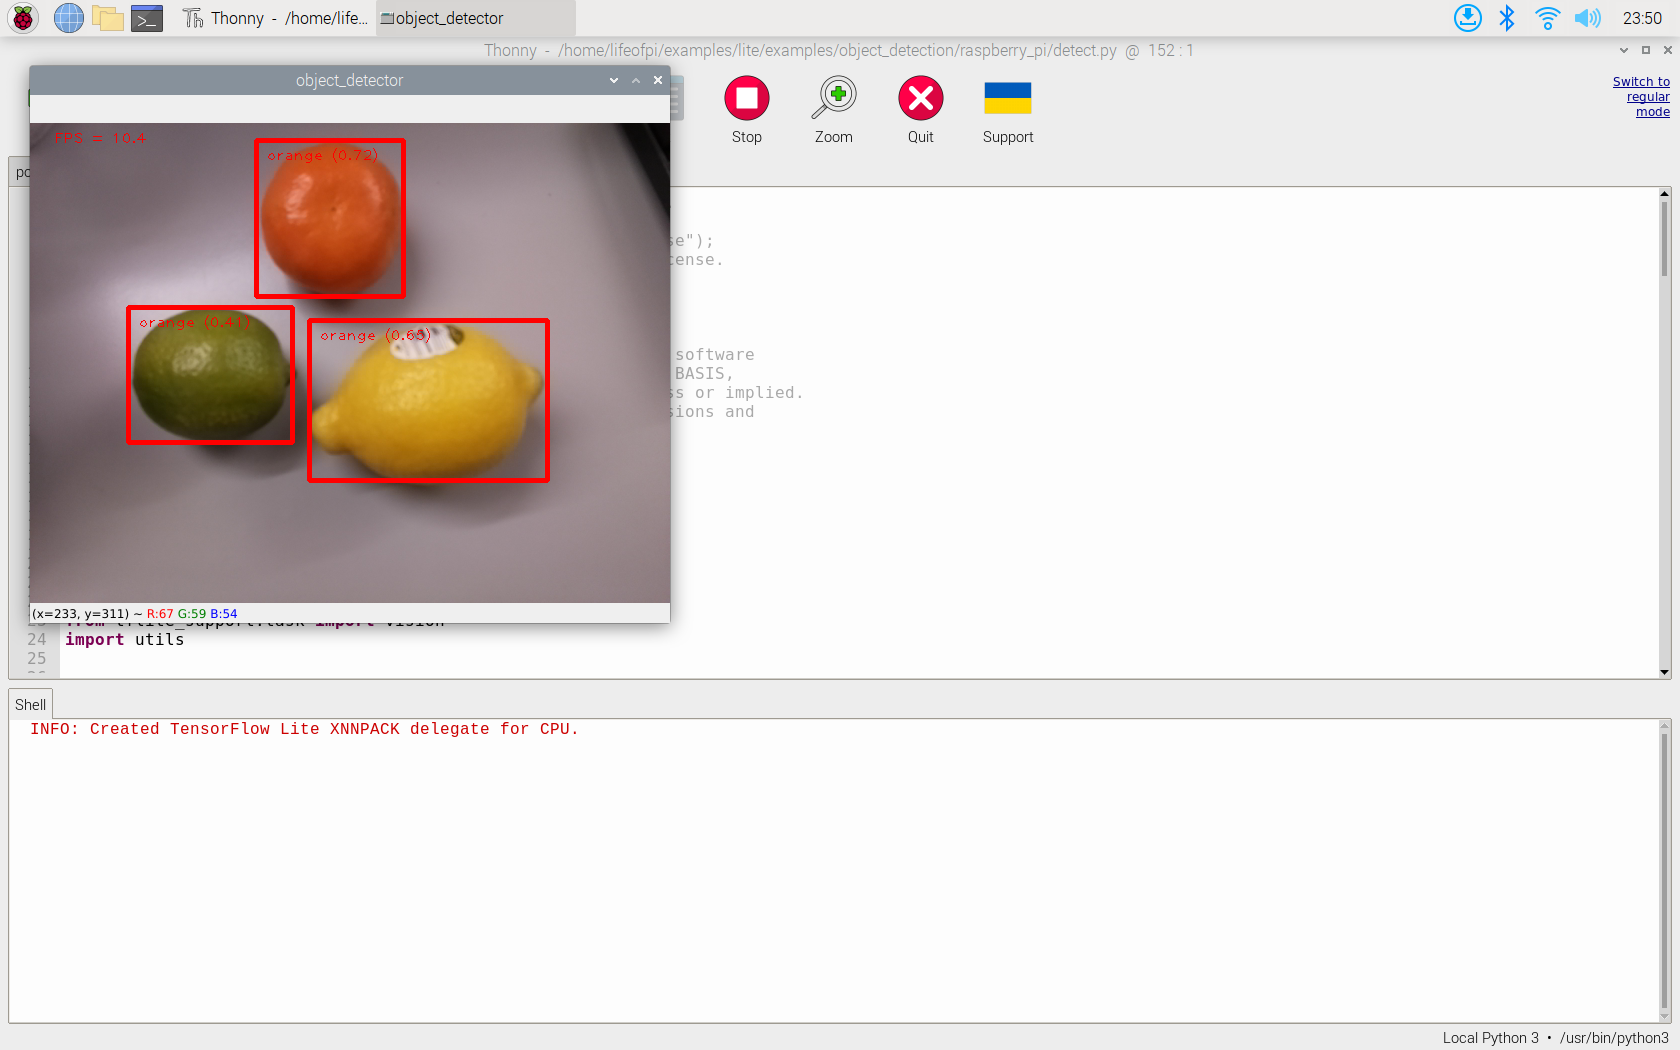 Thonny - /home/life...
object_detector
23:50
Thonny - /home/lifeofpi/examples/lite/examples/object_detection/raspberry_pi/detect.py @ 152 : 1
object_detector
Switch to
regular
mode
Stop
Zoom
Quit
Support
FPS = 10.4
orange (0.72)
orange (0.41)
orange (0.65)
se");
cense.
software
BASIS,
ss or implied.
sions and
(x=233, y=311) ~ R:67 G:59 B:54
24 import utils
25
Shell
INFO: Created TensorFlow Lite XNNPACK delegate for CPU.
Local Python 3 • /usr/bin/python3